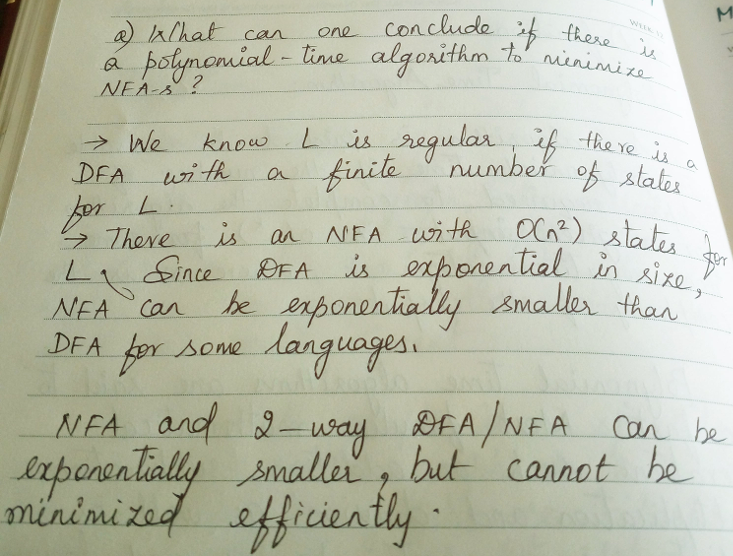 a) What can one conclude if there is
a polynomial-time algorithm to minimize
NFA-s ?
→ We know L is regular, if there is a
DFA with a finite number of states
for L.
→ There is an NFA with O(n²) states for
L. Since DFA is exponential in size,
NFA can be exponentially smaller than
DFA for some languages.
NFA and 2-way DFA/NFA can be
exponentially smaller, but cannot be
minimized efficiently.